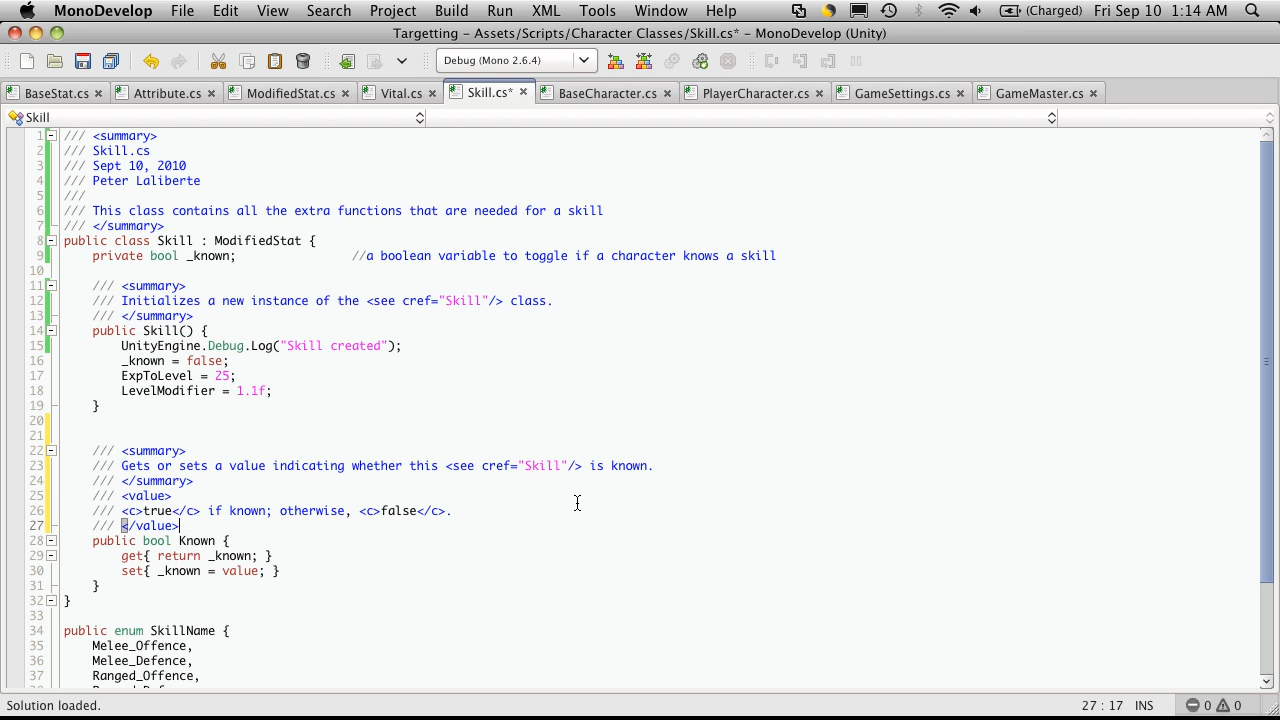 MonoDevelop File Edit View Search Project Build Run XML Tools Window Help (Charged) Fri Sep 10 1:14 AM
Targetting - Assets/Scripts/Character Classes/Skill.cs* - MonoDevelop (Unity)
Debug (Mono 2.6.4)
BaseStat.cs Attribute.cs ModifiedStat.cs Vital.cs Skill.cs* BaseCharacter.cs PlayerCharacter.cs GameSettings.cs GameMaster.cs
Skill
1 /// <summary>
2 /// Skill.cs
3 /// Sept 10, 2010
4 /// Peter Laliberte
5 ///
6 /// This class contains all the extra functions that are needed for a skill
7 /// </summary>
8 public class Skill : ModifiedStat {
9 private bool _known; //a boolean variable to toggle if a character knows a skill
10
11 /// <summary>
12 /// Initializes a new instance of the <see cref="Skill"/> class.
13 /// </summary>
14 public Skill() {
15 UnityEngine.Debug.Log("Skill created");
16 _known = false;
17 ExpToLevel = 25;
18 LevelModifier = 1.1f;
19 }
20
21
22 /// <summary>
23 /// Gets or sets a value indicating whether this <see cref="Skill"/> is known.
24 /// </summary>
25 /// <value>
26 /// <c>true</c> if known; otherwise, <c>false</c>.
27 /// </value>
28 public bool Known {
29 get{ return _known; }
30 set{ _known = value; }
31 }
32 }
33
34 public enum SkillName {
35 Melee_Offence,
36 Melee_Defence,
37 Ranged_Offence,
Solution loaded. 27 : 17 INS 0 0